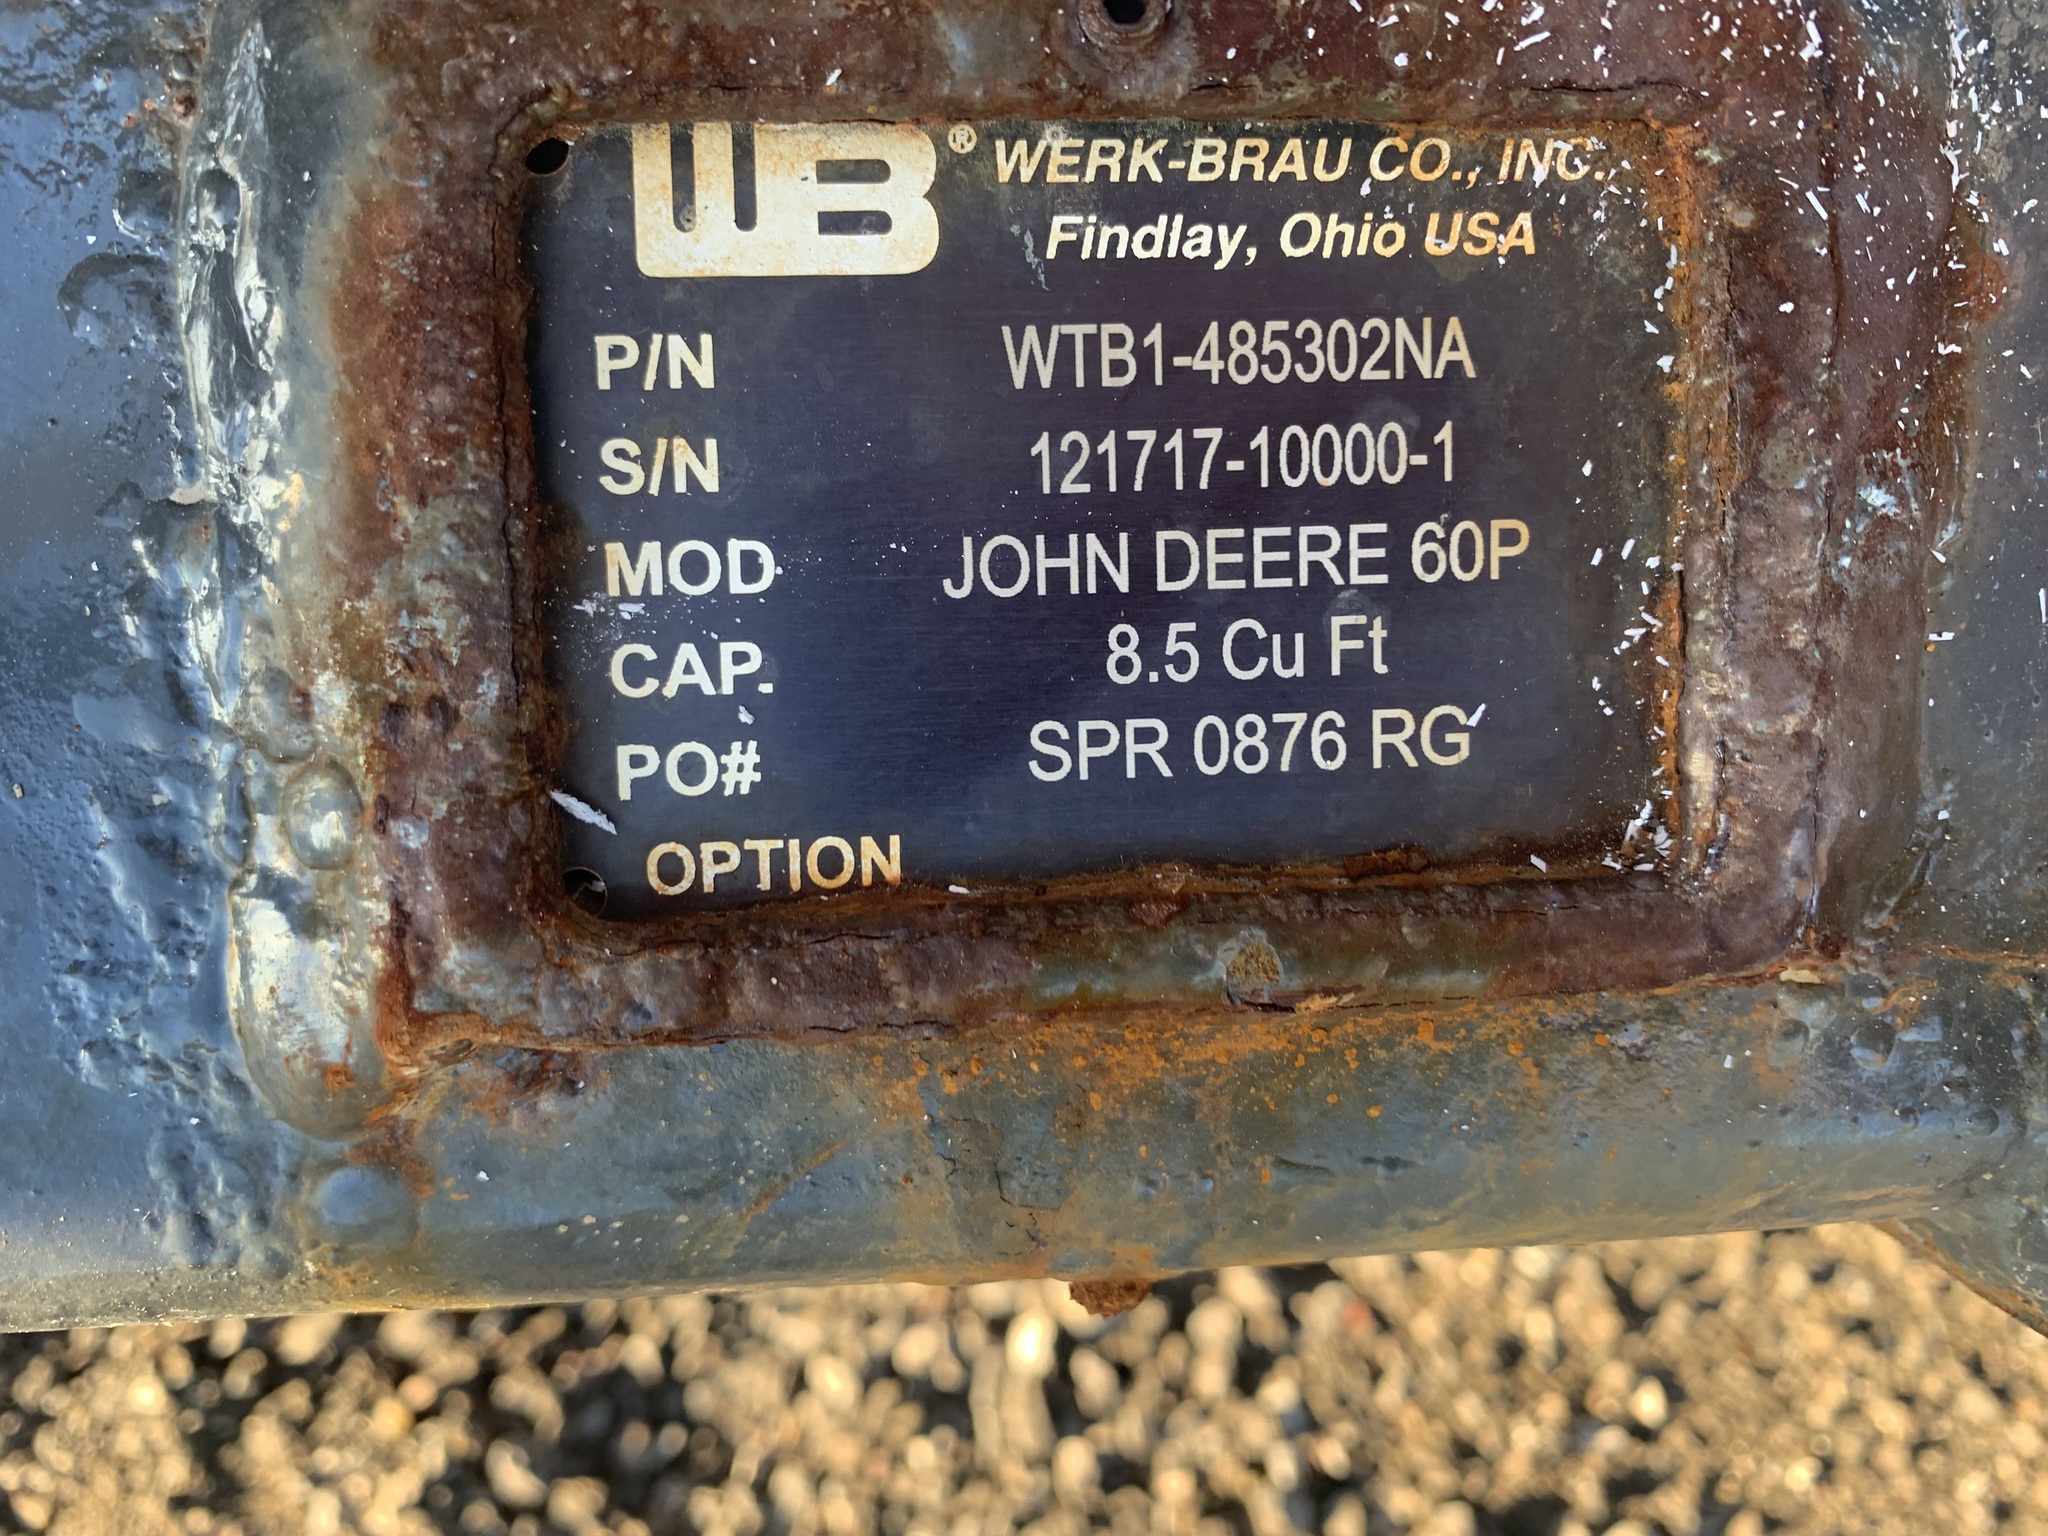 WB® WERK-BRAU CO., INC.
Findlay, Ohio USA
P/N WTB1-485302NA
S/N 121717-10000-1
MOD JOHN DEERE 60P
CAP. 8.5 Cu Ft
PO# SPR 0876 RG
OPTION